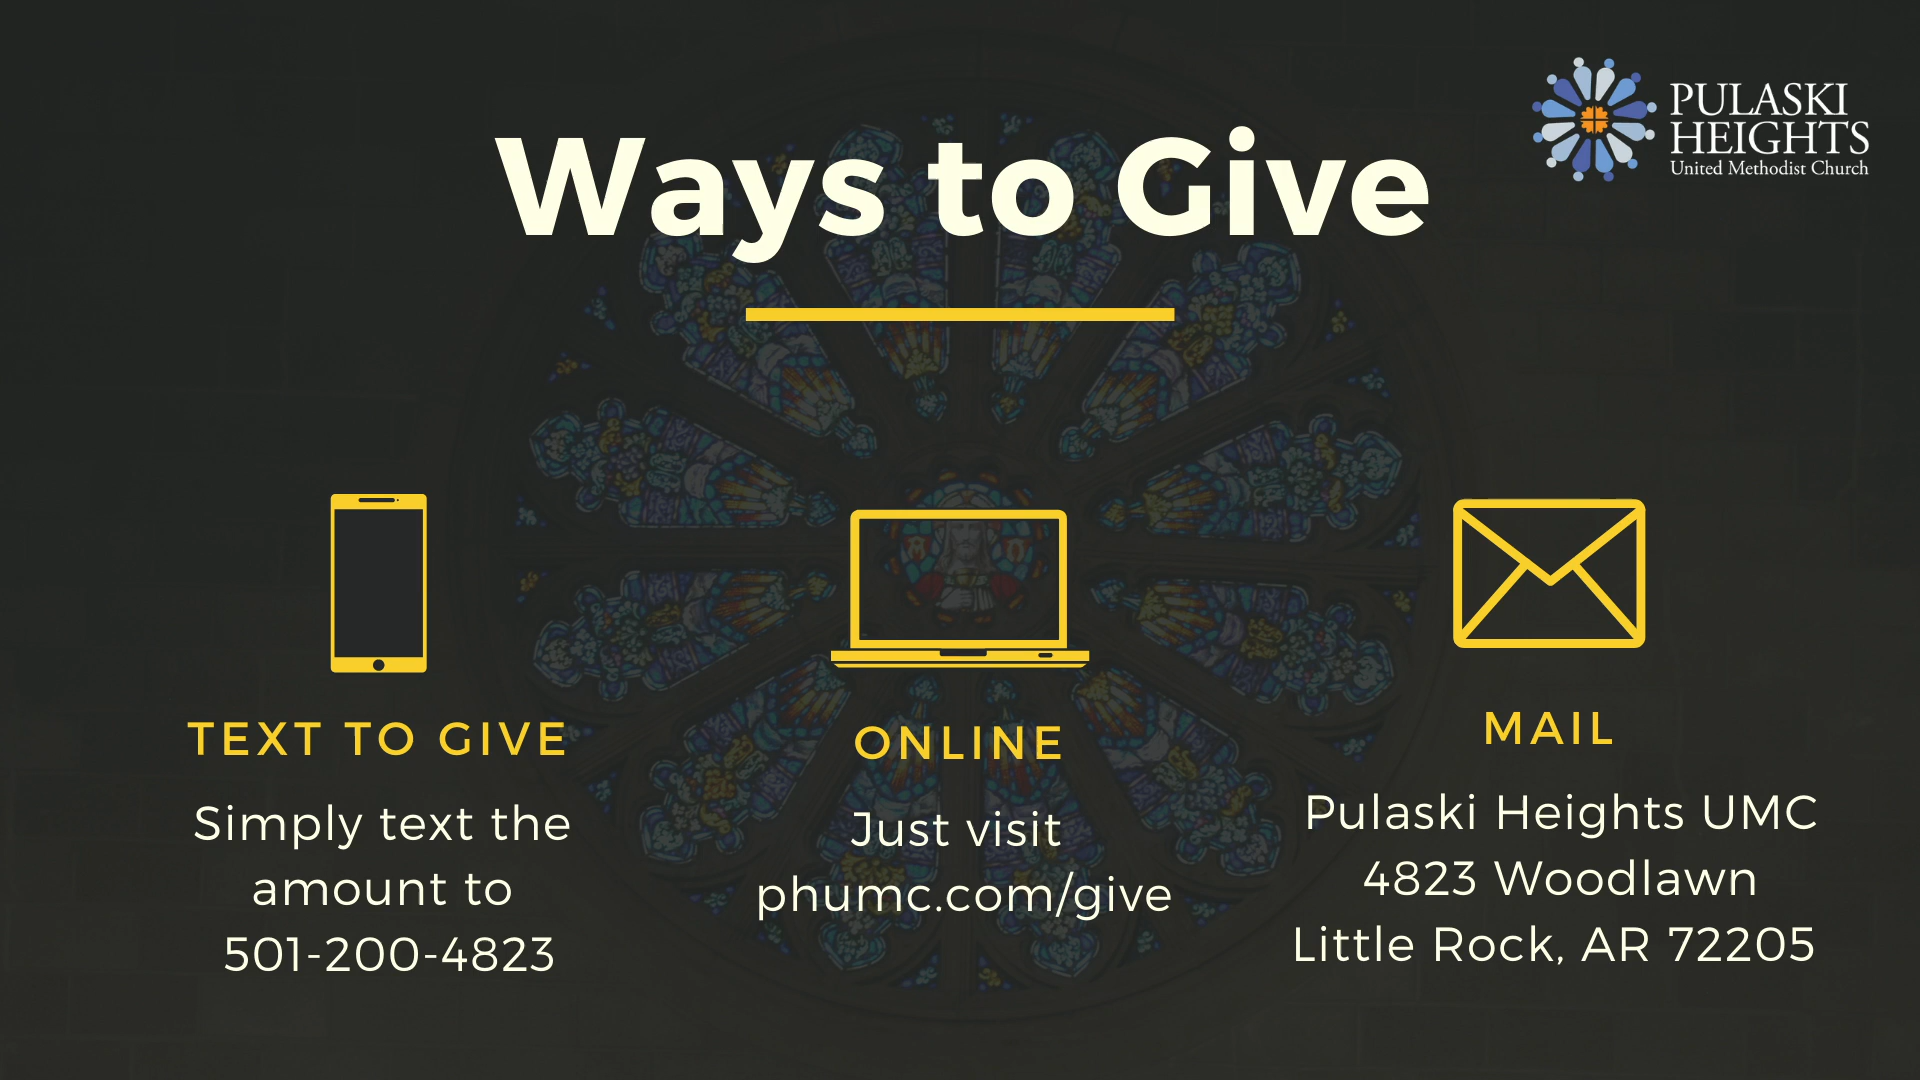 Ways to Give
PULASKI
HEIGHTS
United Methodist Church
TEXT TO GIVE
Simply text the
amount to
501-200-4823
ONLINE
Just visit
phumc.com/give
MAIL
Pulaski Heights UMC
4823 Woodlawn
Little Rock, AR 72205